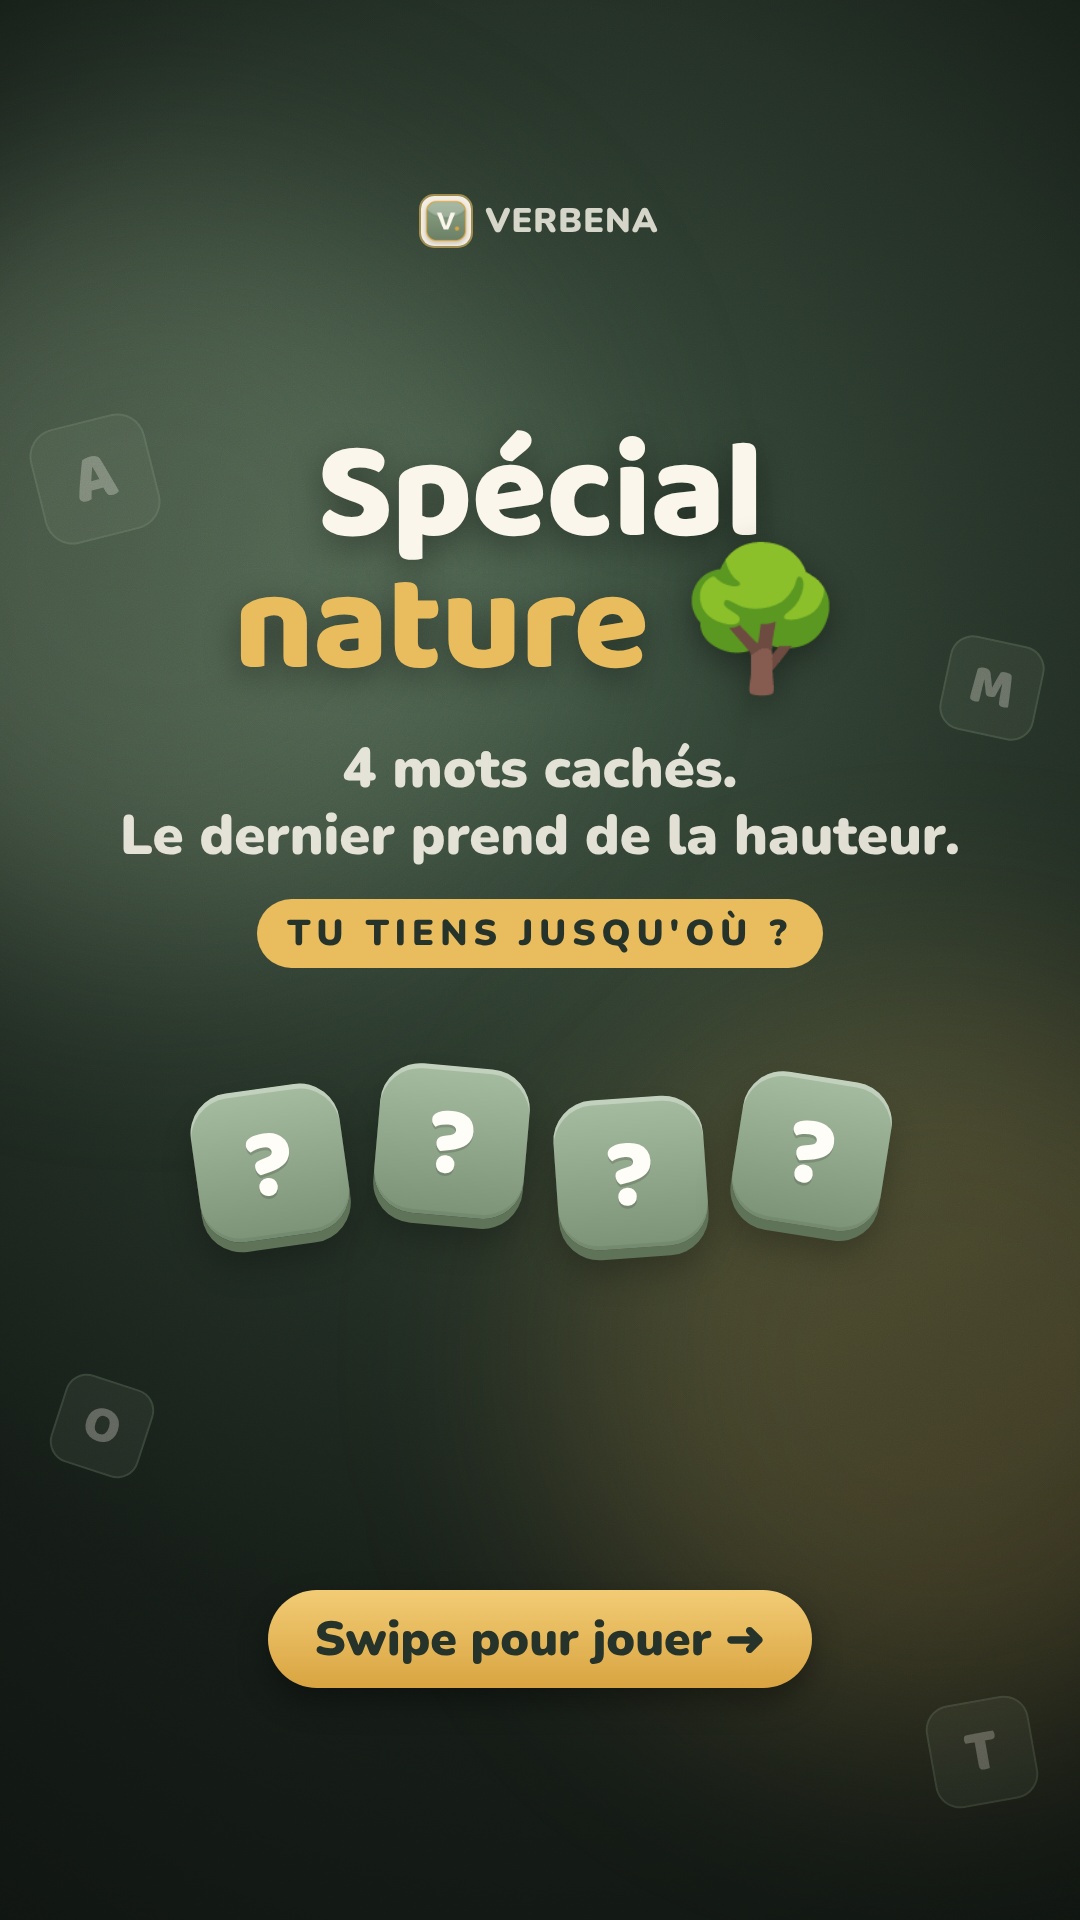 V.
VERBENA
A
Spécial
nature
M
4 mots cachés.
Le dernier prend de la hauteur.
TU TIENS JUSQU'OÙ ?
? ? ? ?
O
Swipe pour jouer ➜
T